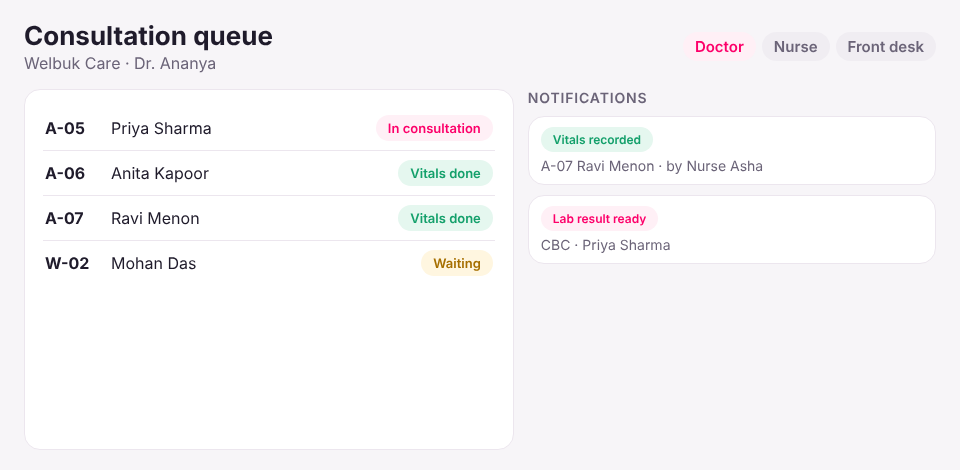 Consultation queue
Welbuk Care · Dr. Ananya
Doctor Nurse Front desk
A-05 Priya Sharma In consultation
A-06 Anita Kapoor Vitals done
A-07 Ravi Menon Vitals done
W-02 Mohan Das Waiting
NOTIFICATIONS
Vitals recorded
A-07 Ravi Menon · by Nurse Asha
Lab result ready
CBC · Priya Sharma